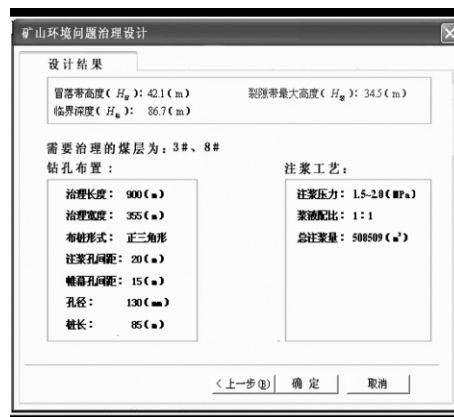 矿山环境问题治理设计
设计结果
冒落带高度( H冒 ): 42.1( m ) 裂隙带最大高度( H裂 ): 34.5( m )
临界深度( H临 ): 86.7( m )
需要治理的煤层为: 3#、8#
钻孔布置: 注浆工艺:
治理长度: 900( m ) 注浆压力: 1.5~2.0( MPa )
治理宽度: 355( m ) 浆液配比: 1:1
布桩形式: 正三角形 总注浆量: 508509( m³ )
注浆孔间距: 20( m )
帷幕孔间距: 15( m )
孔径: 130( mm )
桩长: 85( m )
<上一步(B) 确定 取消